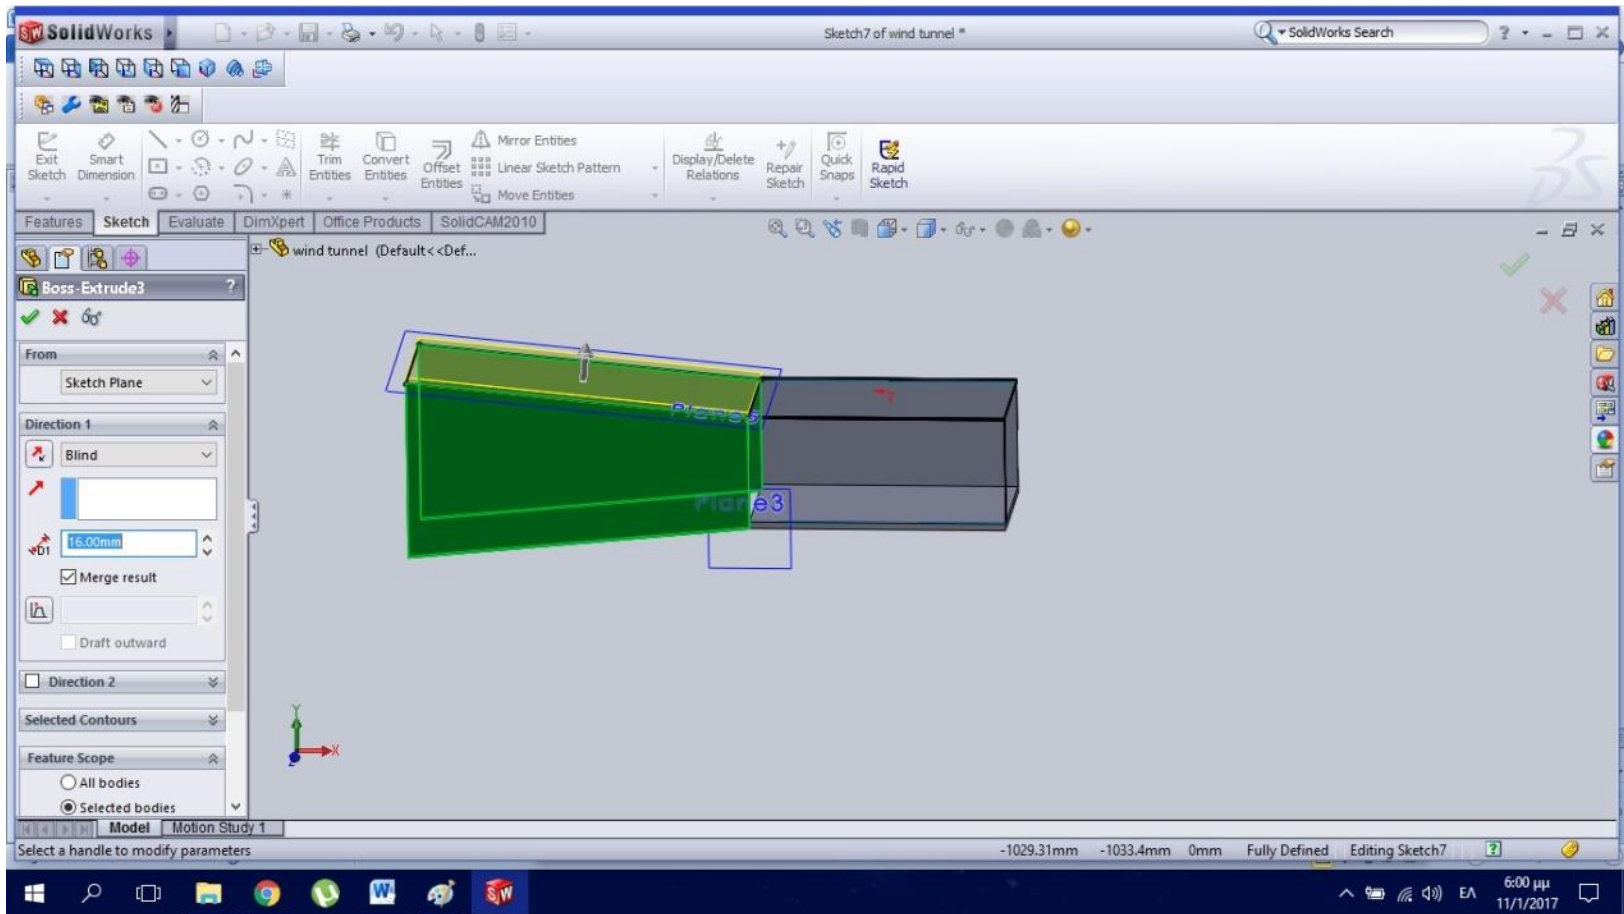 SolidWorks
Sketch7 of wind tunnel *
SolidWorks Search
?
Exit Sketch
Smart Dimension
Trim Entities
Convert Entities
Offset Entities
Mirror Entities
Linear Sketch Pattern
Move Entities
Display/Delete Relations
Repair Sketch
Quick Snaps
Rapid Sketch
Features Sketch Evaluate DimXpert Office Products SolidCAM2010
wind tunnel (Default<<Def...
Boss-Extrude3 ?
From
Sketch Plane
Direction 1
Blind
D1 16.00mm
Merge result
Draft outward
Direction 2
Selected Contours
Feature Scope
All bodies
Selected bodies
Plane5
Plane3
Y
X
Z
Model Motion Study 1
Select a handle to modify parameters
-1029.31mm -1033.4mm 0mm Fully Defined Editing Sketch7
ΕΛ
6:00 μμ
11/1/2017